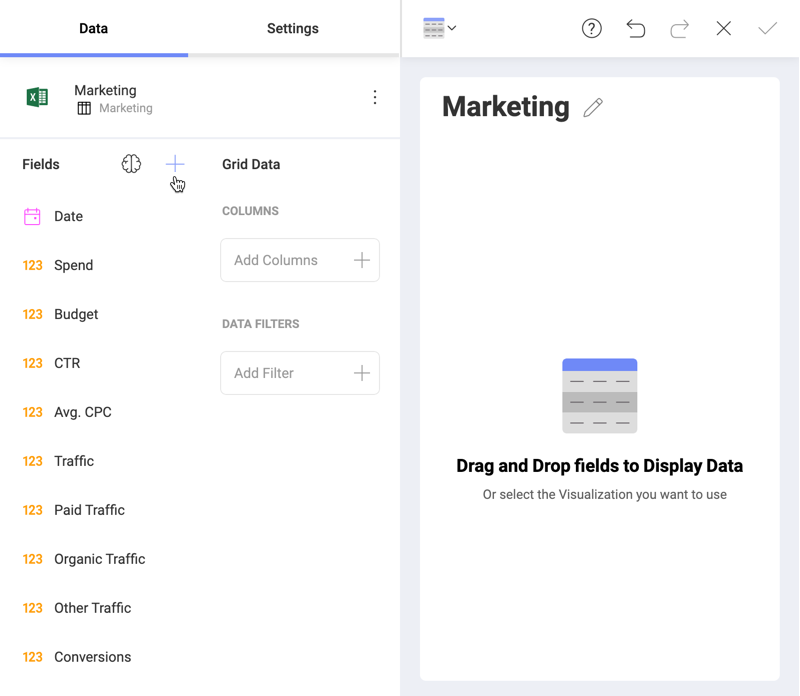 Data
Settings
Marketing
Marketing
Fields
Grid Data
Date
123 Spend
123 Budget
123 CTR
123 Avg. CPC
123 Traffic
123 Paid Traffic
123 Organic Traffic
123 Other Traffic
123 Conversions
COLUMNS
Add Columns
DATA FILTERS
Add Filter
Marketing
Drag and Drop fields to Display Data
Or select the Visualization you want to use